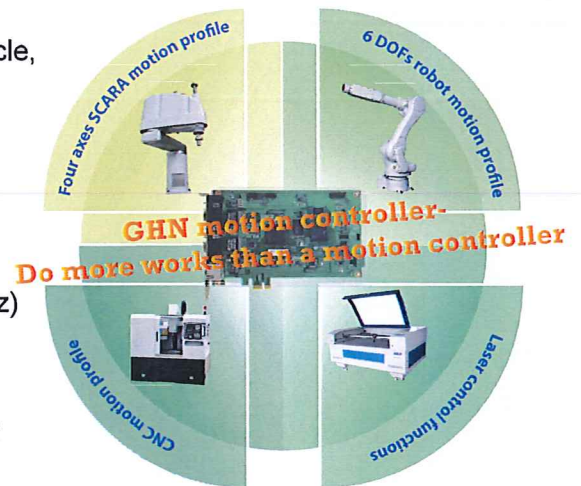 cle,
Four axes SCARA motion profile
6 DOFs robot motion profile
GHN motion controller-
Do more works than a motion controller
z)
CNC motion profile
Laser control functions